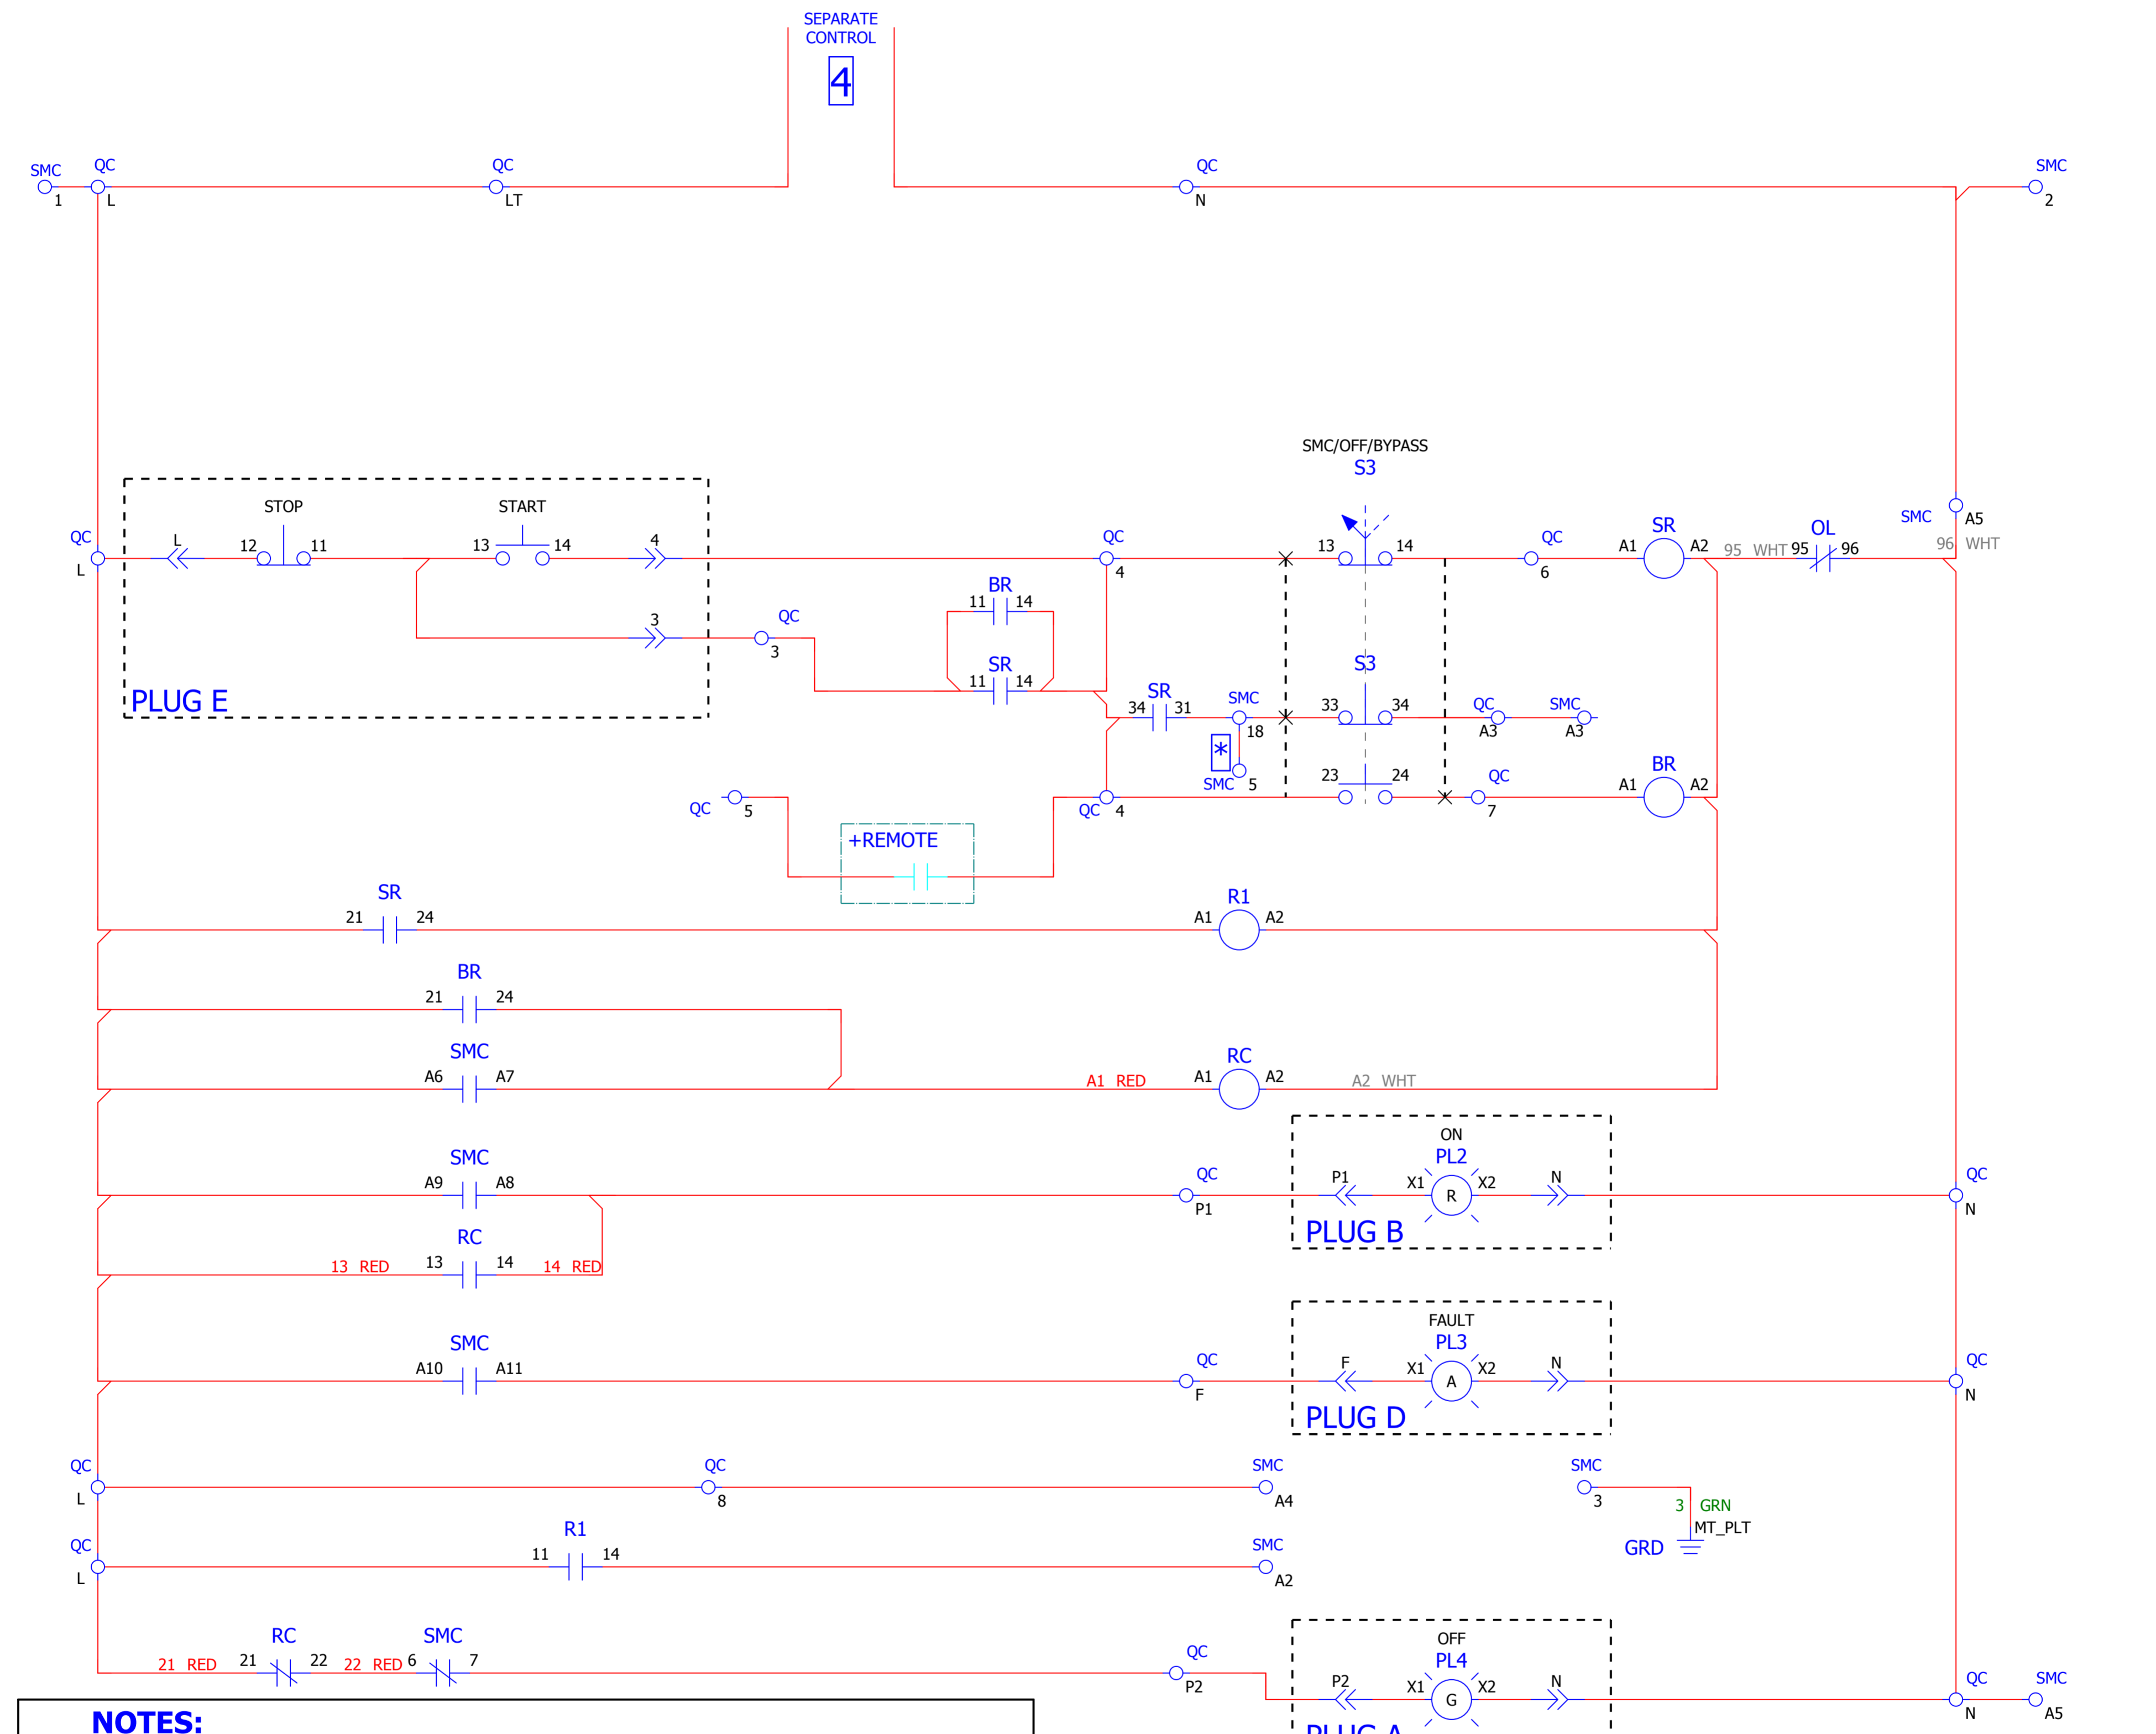 SEPARATE
CONTROL
4
SMC
1
QC
L
QC
LT
QC
N
SMC
2
SMC/OFF/BYPASS
S3
STOP
START
QC
L
L
12
11
13
14
4
QC
4
13
14
QC
6
SR
A1
A2
95 WHT
95
OL
96
SMC
A5
96 WHT
BR
11
14
3
QC
3
SR
11
14
PLUG E
SR
34
31
SMC
18
*
SMC
5
S3
33
34
QC
A3
SMC
A3
QC
5
QC
4
23
24
QC
7
BR
A1
A2
+REMOTE
SR
21
24
R1
A1
A2
BR
21
24
SMC
A6
A7
A1 RED
RC
A1
A2
A2 WHT
SMC
A9
A8
QC
P1
ON
PL2
P1
X1
R
X2
N
PLUG B
QC
N
RC
13 RED
13
14
14 RED
SMC
A10
A11
QC
F
FAULT
PL3
F
X1
A
X2
N
PLUG D
QC
N
QC
L
QC
8
SMC
A4
SMC
3
3 GRN
MT_PLT
GRD
QC
L
R1
11
14
SMC
A2
RC
21 RED
21
22
22 RED
SMC
6
7
QC
P2
OFF
PL4
P2
X1
G
X2
N
PLUG A
QC
N
SMC
A5
NOTES: